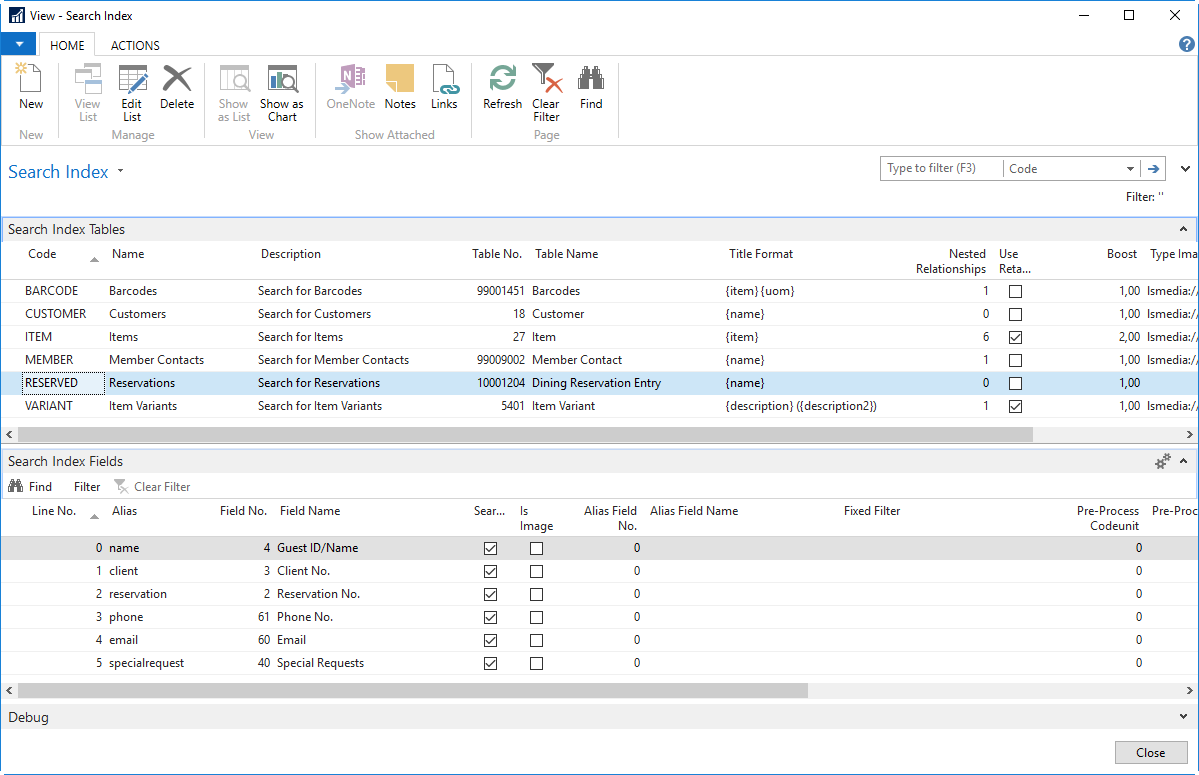 View - Search Index
HOME ACTIONS
New View List Edit List Delete Show as List Show as Chart OneNote Notes Links Refresh Clear Filter Find
New Manage View Show Attached Page
Search Index
Type to filter (F3) Code
Filter: ''
Search Index Tables
Code Name Description Table No. Table Name Title Format Nested Relationships Use Reta... Boost Type Ima
BARCODE Barcodes Search for Barcodes 99001451 Barcodes {item} {uom} 1 1,00 lsmedia://
CUSTOMER Customers Search for Customers 18 Customer {name} 0 1,00 lsmedia://
ITEM Items Search for Items 27 Item {item} 6 2,00 lsmedia://
MEMBER Member Contacts Search for Member Contacts 99009002 Member Contact {name} 1 1,00 lsmedia://
RESERVED Reservations Search for Reservations 10001204 Dining Reservation Entry {name} 0 1,00
VARIANT Item Variants Search for Item Variants 5401 Item Variant {description} ({description2}) 1 1,00 lsmedia://
Search Index Fields
Find Filter Clear Filter
Line No. Alias Field No. Field Name Sear... Is Image Alias Field No. Alias Field Name Fixed Filter Pre-Process Codeunit Pre-Proc
0 name 4 Guest ID/Name 0 0
1 client 3 Client No. 0 0
2 reservation 2 Reservation No. 0 0
3 phone 61 Phone No. 0 0
4 email 60 Email 0 0
5 specialrequest 40 Special Requests 0 0
Debug
Close